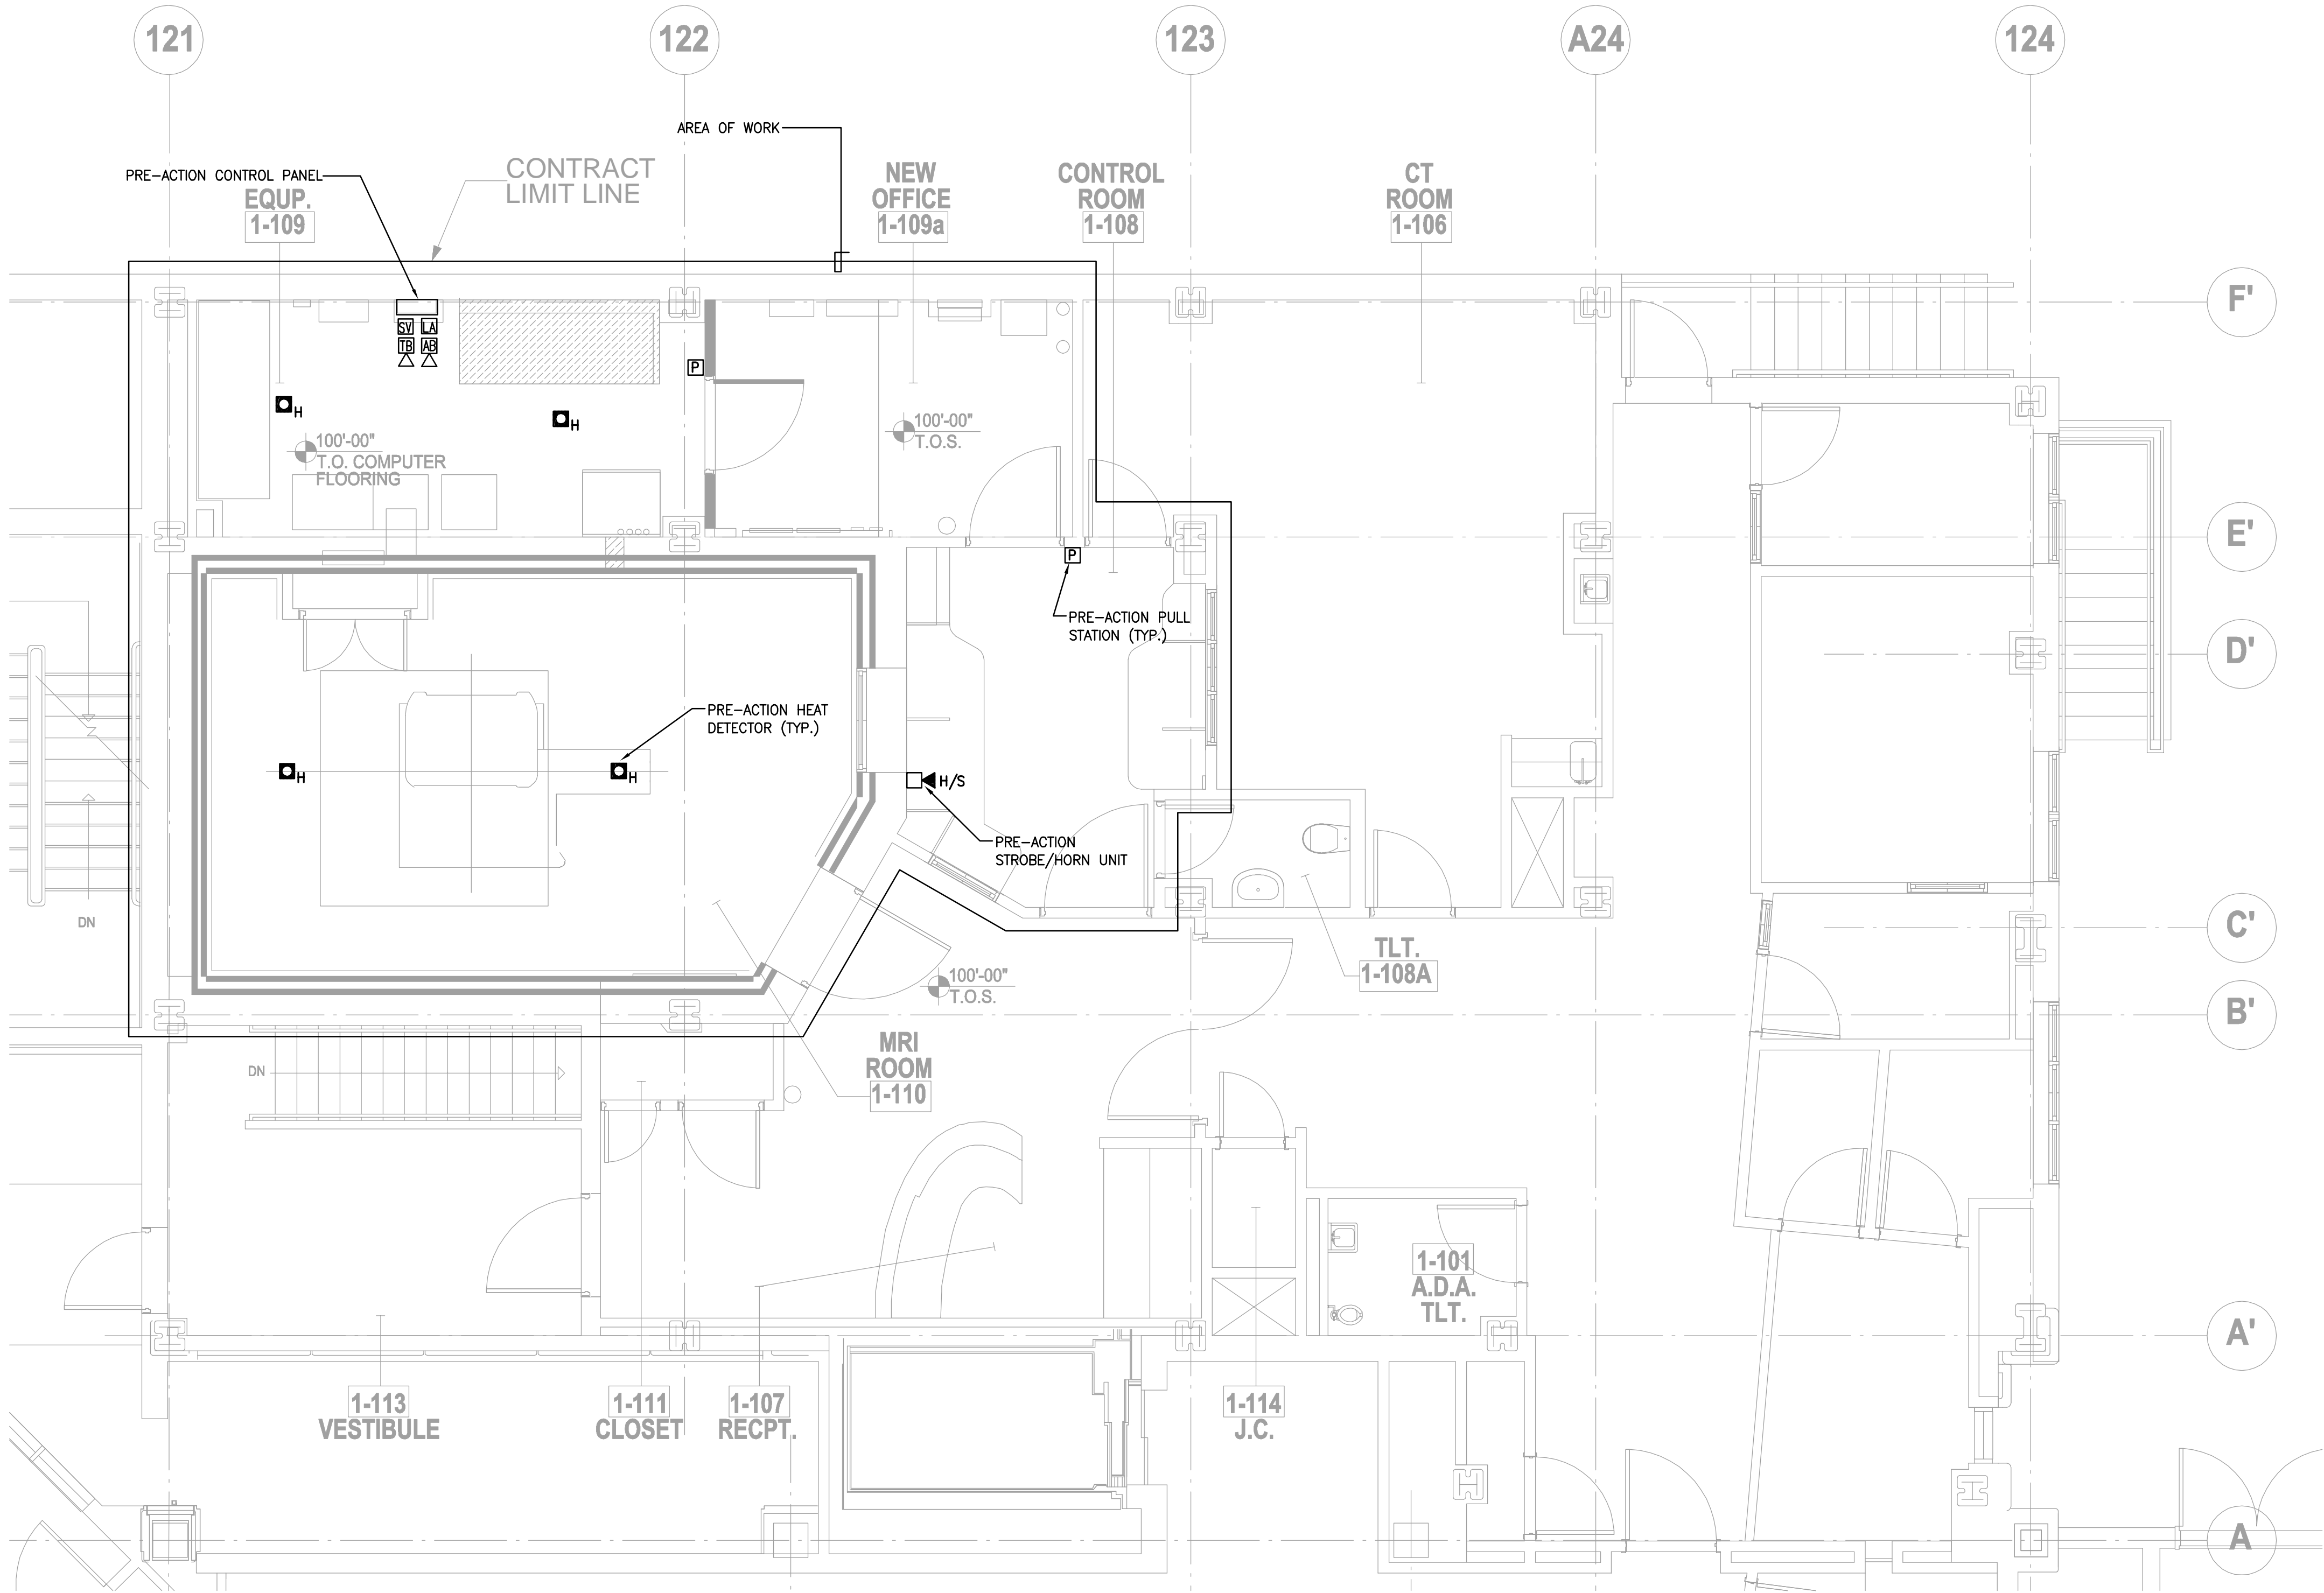 121
122
123
A24
124
AREA OF WORK
PRE-ACTION CONTROL PANEL
CONTRACT
LIMIT LINE
EQUP.
1-109
NEW
OFFICE
1-109a
CONTROL
ROOM
1-108
CT
ROOM
1-106
F'
SV LA
TB AB
P
H
H
100'-00"
T.O. COMPUTER
FLOORING
100'-00"
T.O.S.
E'
P
PRE-ACTION PULL
STATION (TYP.)
D'
PRE-ACTION HEAT
DETECTOR (TYP.)
H
H
H/S
PRE-ACTION
STROBE/HORN UNIT
DN
C'
TLT.
1-108A
100'-00"
T.O.S.
B'
MRI
ROOM
1-110
DN
1-101
A.D.A.
TLT.
A'
1-113
VESTIBULE
1-111
CLOSET
1-107
RECPT.
1-114
J.C.
A